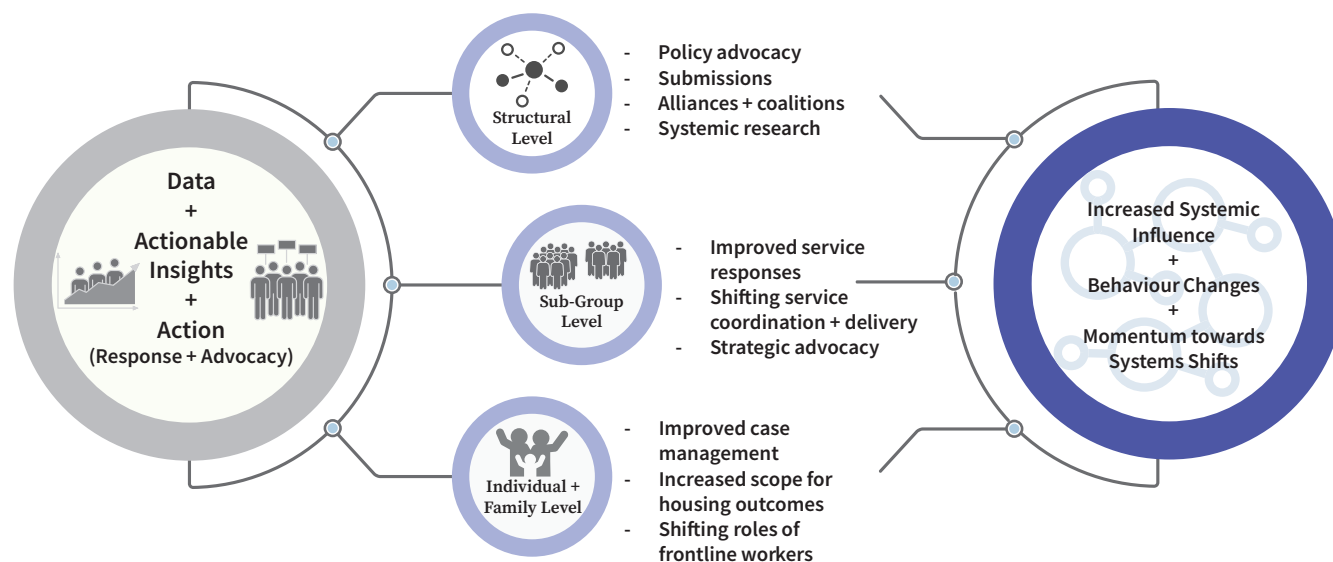 Data
+
Actionable
Insights
+
Action
(Response + Advocacy)
Structural
Level
- Policy advocacy
- Submissions
- Alliances + coalitions
- Systemic research
Sub-Group
Level
- Improved service
responses
- Shifting service
coordination + delivery
- Strategic advocacy
Individual +
Family Level
- Improved case
management
- Increased scope for
housing outcomes
- Shifting roles of
frontline workers
Increased Systemic
Influence
+
Behaviour Changes
+
Momentum towards
Systems Shifts